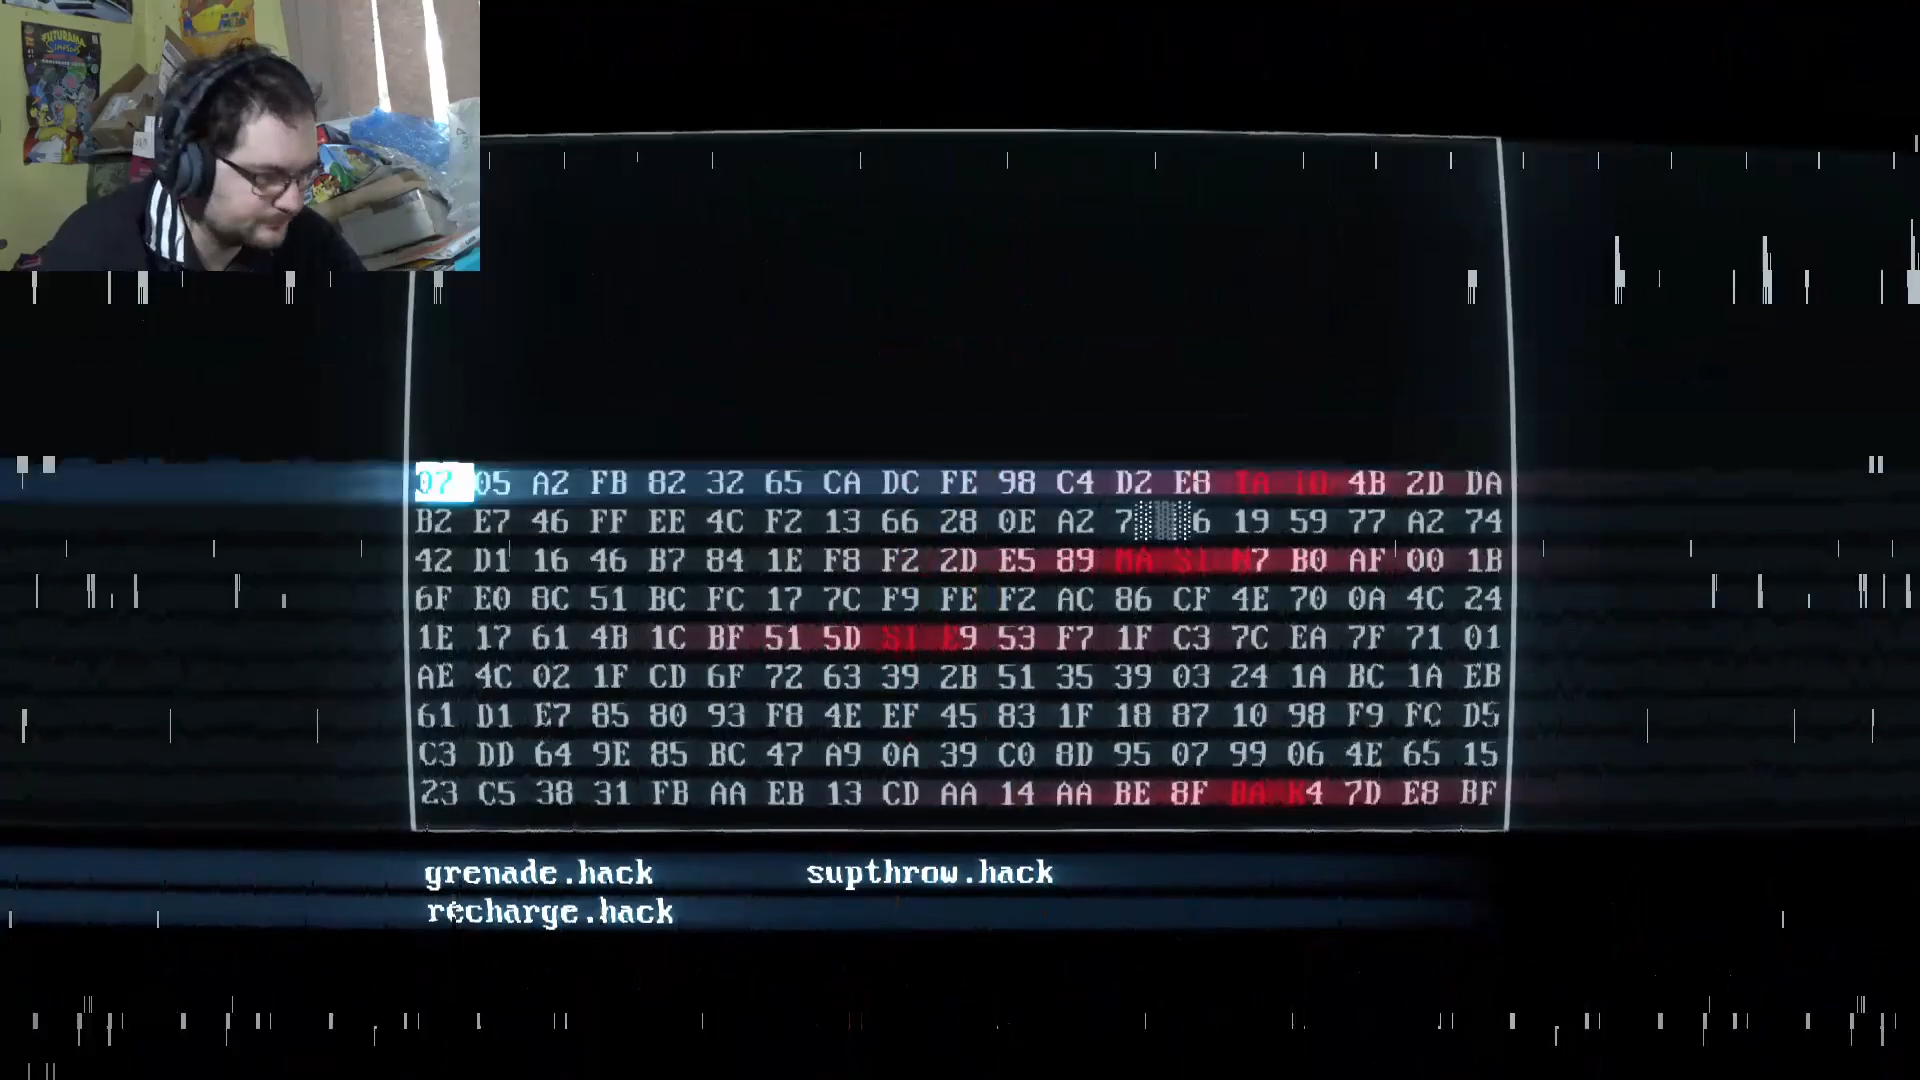 FUTURAMA
SIMPSONS
07 05 A2 FB 82 32 65 CA DC FE 98 C4 D2 E8 4B 2D DA
B2 E7 46 FF EE 4C F2 13 66 28 0E A2 7 6 19 59 77 A2 74
42 D1 16 46 B7 84 1E F8 F2 2D E5 89 MA SI N7 B0 AF 00 1B
6F E0 8C 51 BC FC 17 7C F9 FE F2 AC 86 CF 4E 70 0A 4C 24
1E 17 61 4B 1C BF 51 5D E9 53 F7 1F C3 7C EA 7F 71 01
AE 4C 02 1F CD 6F 72 63 39 2B 51 35 39 03 24 1A BC 1A EB
61 D1 E7 85 80 93 F8 4E EF 45 83 1F 18 87 10 98 F9 FC D5
C3 DD 64 9E 85 BC 47 A9 0A 39 C0 8D 95 07 99 06 4E 65 15
23 C5 38 31 FB AA EB 13 CD AA 14 AA BE 8F BA K4 7D E8 BF
grenade.hack supthrow.hack
recharge.hack